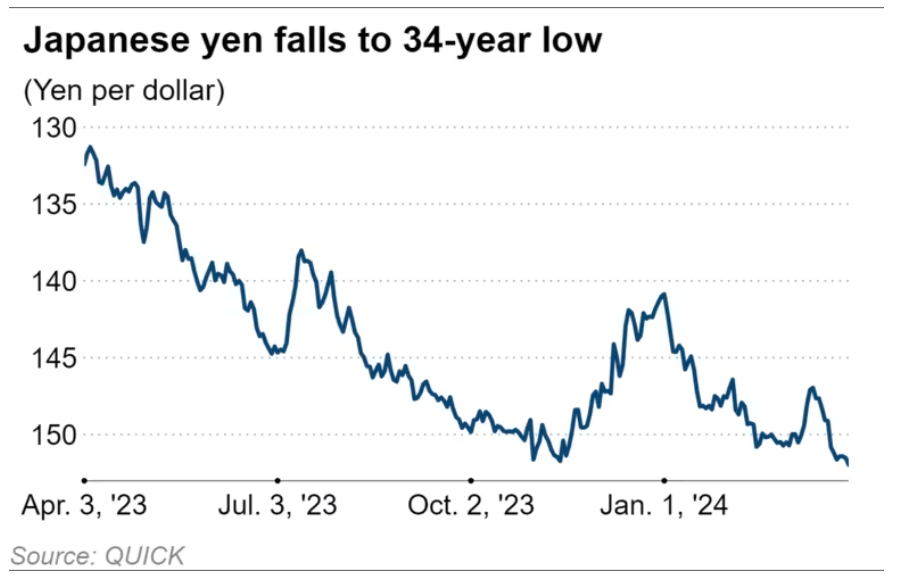 Japanese yen falls to 34-year low
(Yen per dollar)
130
135
140
145
150
Apr. 3, '23 Jul. 3, '23 Oct. 2, '23 Jan. 1, '24
Source: QUICK